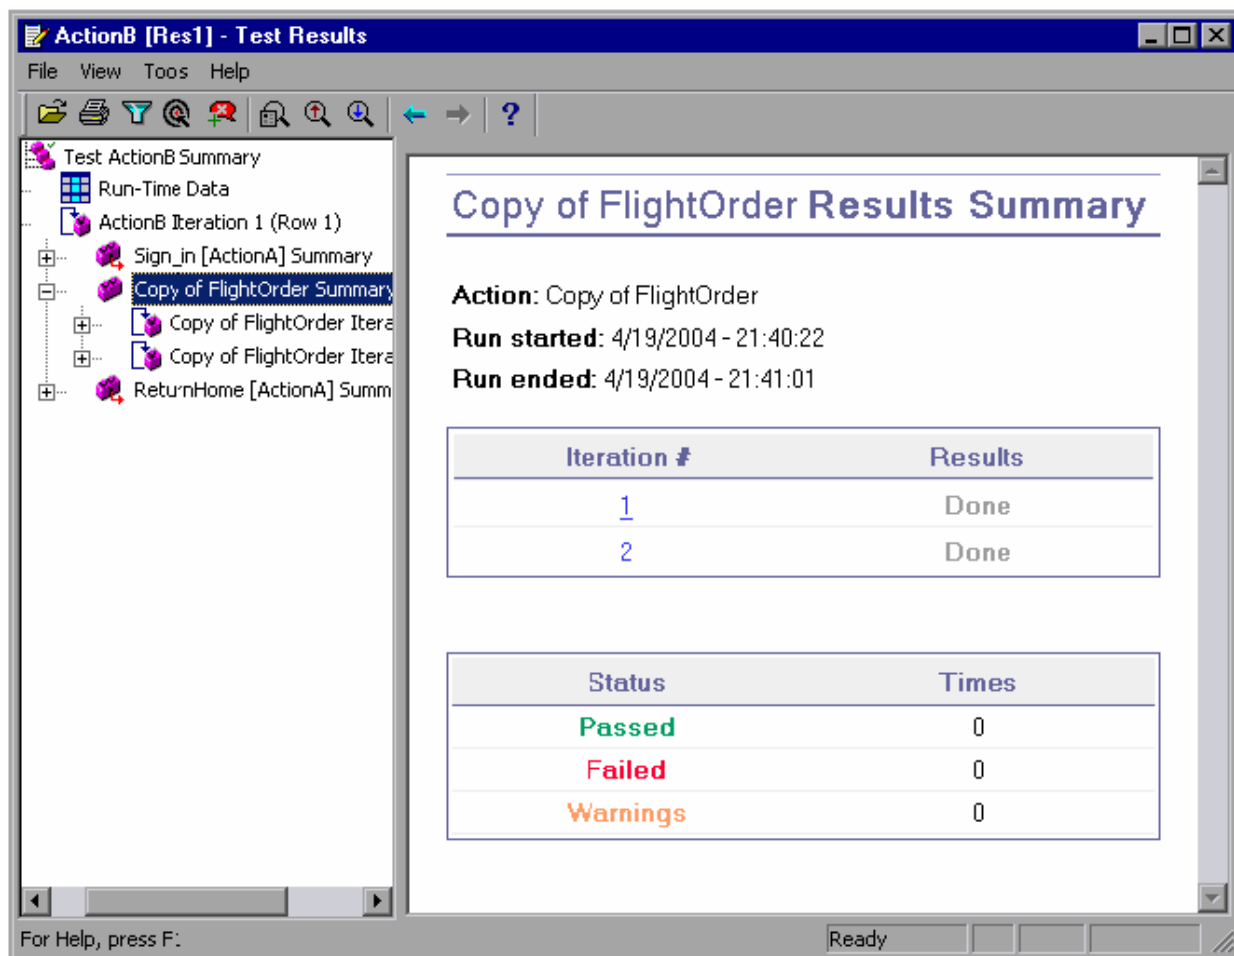 ActionB [Res1] - Test Results
File View Toos Help
Test ActionB Summary
Run-Time Data
ActionB Iteration 1 (Row 1)
Sign_in [ActionA] Summary
Copy of FlightOrder Summary
Copy of FlightOrder Itera
Copy of FlightOrder Itera
ReturnHome [ActionA] Summ
Copy of FlightOrder Results Summary
Action: Copy of FlightOrder
Run started: 4/19/2004 - 21:40:22
Run ended: 4/19/2004 - 21:41:01
Iteration # Results
1 Done
2 Done
Status Times
Passed 0
Failed 0
Warnings 0
For Help, press F:
Ready